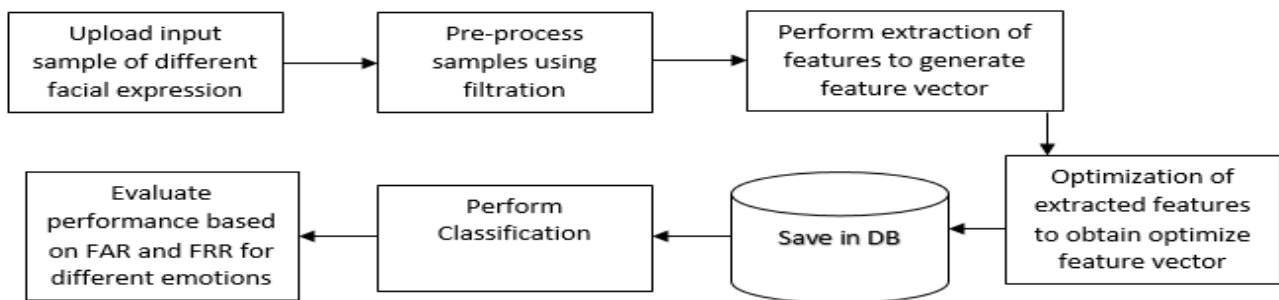 Upload input
sample of different
facial expression
Pre-process
samples using
filtration
Perform extraction of
features to generate
feature vector
Optimization of
extracted features
to obtain optimize
feature vector
Save in DB
Perform
Classification
Evaluate
performance based
on FAR and FRR for
different emotions